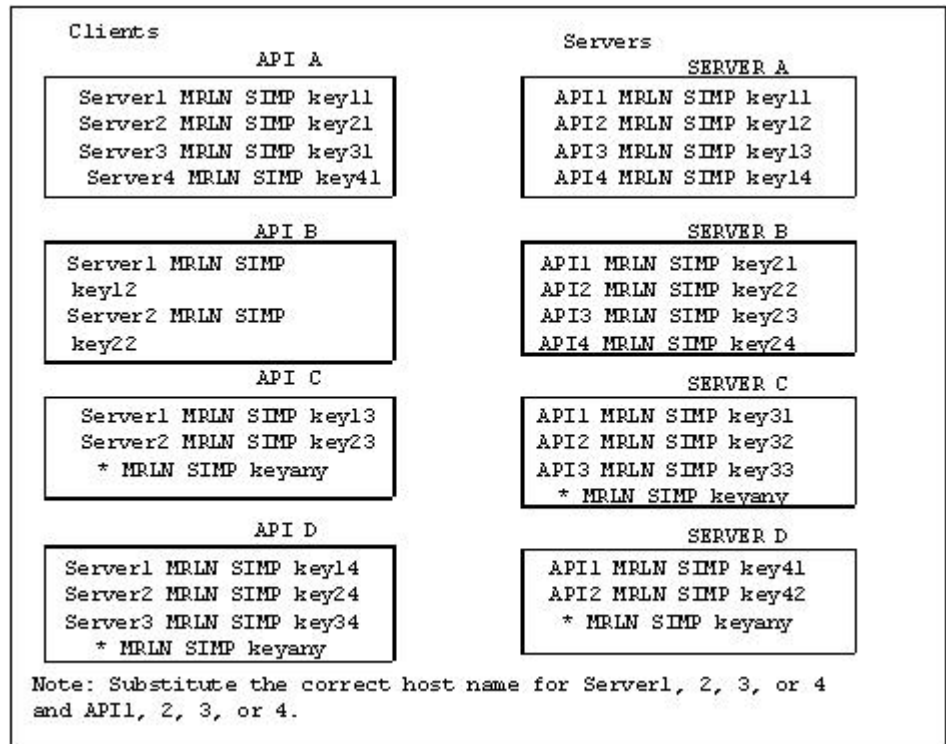 Clients
API A
Server1 MRLN SIMP key11
Server2 MRLN SIMP key21
Server3 MRLN SIMP key31
Server4 MRLN SIMP key41
API B
Server1 MRLN SIMP
key12
Server2 MRLN SIMP
key22
API C
Server1 MRLN SIMP key13
Server2 MRLN SIMP key23
* MRLN SIMP keyany
API D
Server1 MRLN SIMP key14
Server2 MRLN SIMP key24
Server3 MRLN SIMP key34
* MRLN SIMP keyany
Servers
SERVER A
API1 MRLN SIMP key11
API2 MRLN SIMP key12
API3 MRLN SIMP key13
API4 MRLN SIMP key14
SERVER B
API1 MRLN SIMP key21
API2 MRLN SIMP key22
API3 MRLN SIMP key23
API4 MRLN SIMP key24
SERVER C
API1 MRLN SIMP key31
API2 MRLN SIMP key32
API3 MRLN SIMP key33
* MRLN SIMP keyany
SERVER D
API1 MRLN SIMP key41
API2 MRLN SIMP key42
* MRLN SIMP keyany
Note: Substitute the correct host name for Server1, 2, 3, or 4
and API1, 2, 3, or 4.